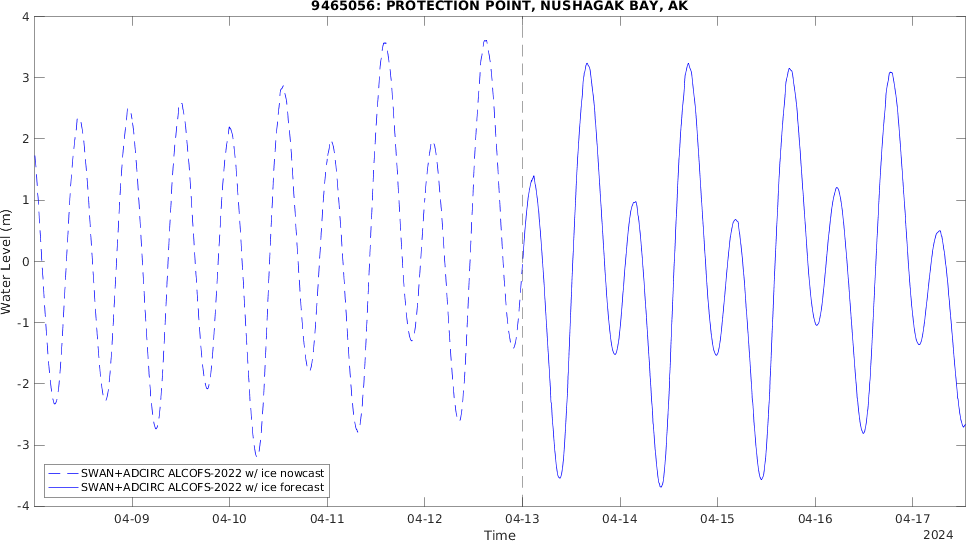 9465056: PROTECTION POINT, NUSHAGAK BAY, AK
4
3
2
1
0
-1
-2
-3
-4
Water Level (m)
SWAN+ADCIRC ALCOFS-2022 w/ ice nowcast
SWAN+ADCIRC ALCOFS-2022 w/ ice forecast
04-09 04-10 04-11 04-12 04-13 04-14 04-15 04-16 04-17
Time
2024